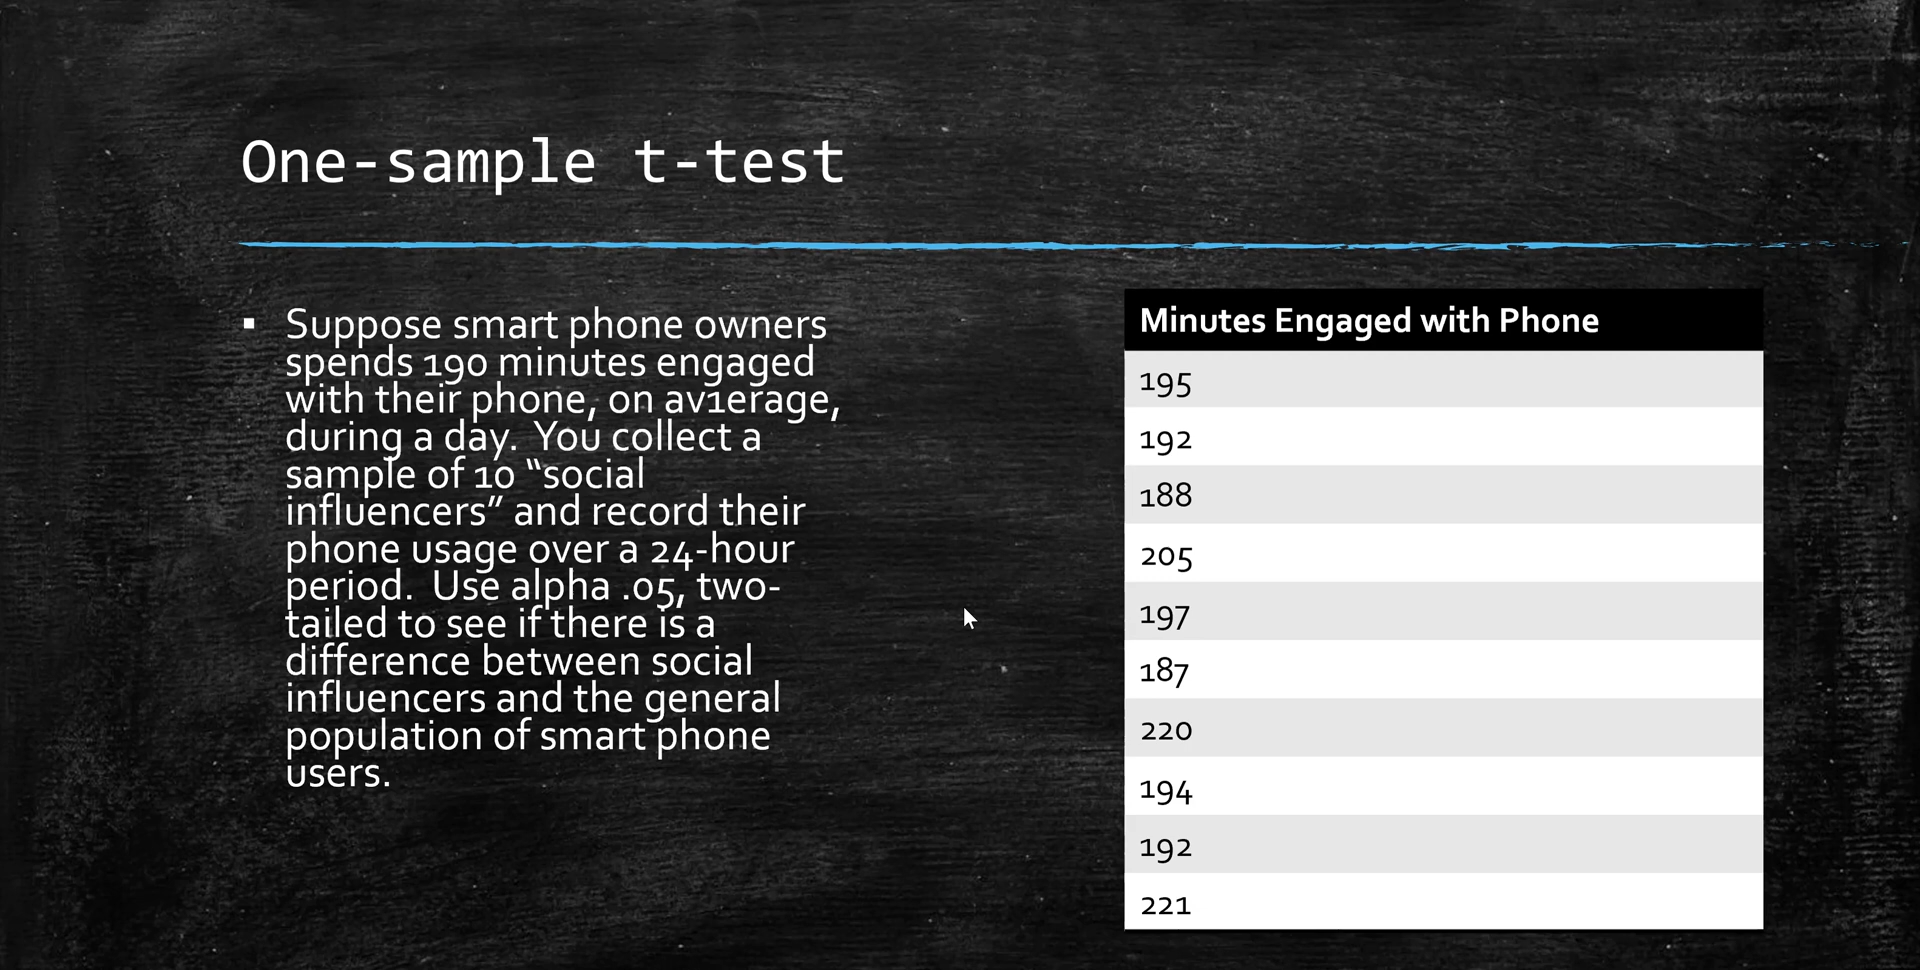 One-sample t-test
▪ Suppose smart phone owners
spends 190 minutes engaged
with their phone, on av1erage,
during a day.  You collect a
sample of 10 “social
influencers” and record their
phone usage over a 24-hour
period.  Use alpha .05, two-
tailed to see if there is a
difference between social
influencers and the general
population of smart phone
users.
Minutes Engaged with Phone
195
192
188
205
197
187
220
194
192
221